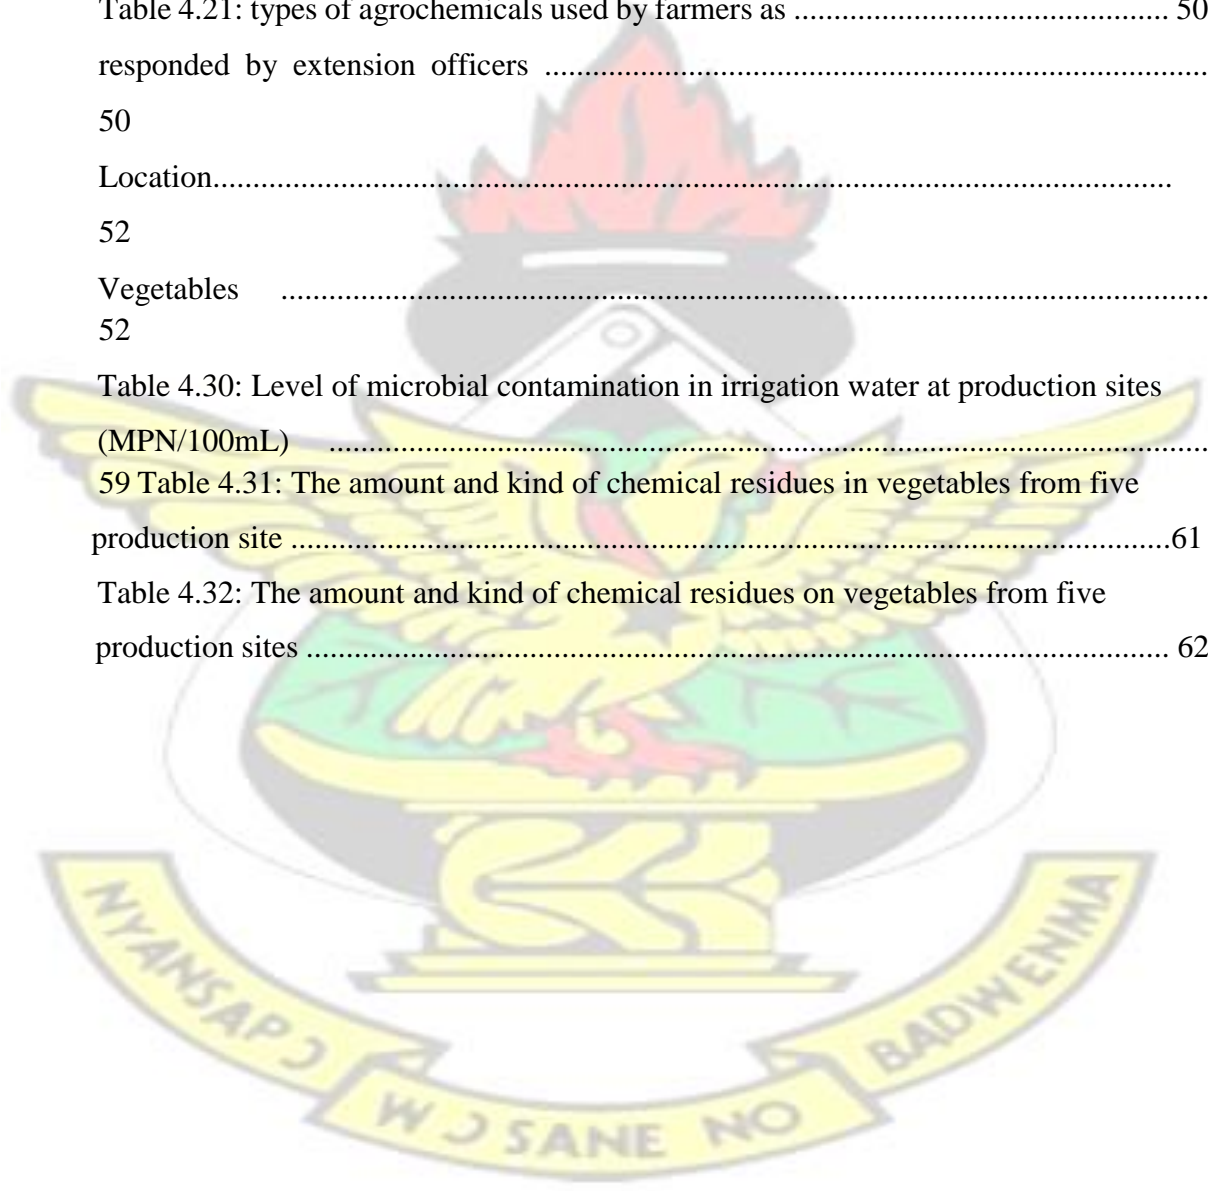 Table 4.21: types of agrochemicals used by farmers as .............................................. 50
responded by extension officers ...................................................................................
50
Location.......................................................................................................................
52
Vegetables ...................................................................................................................
52
Table 4.30: Level of microbial contamination in irrigation water at production sites
(MPN/100mL) .............................................................................................................
59 Table 4.31: The amount and kind of chemical residues in vegetables from five
production site .............................................................................................................61
Table 4.32: The amount and kind of chemical residues on vegetables from five
production sites ........................................................................................................... 62
NYANSAPƆ
WƆ SANE NO
BADWENMA